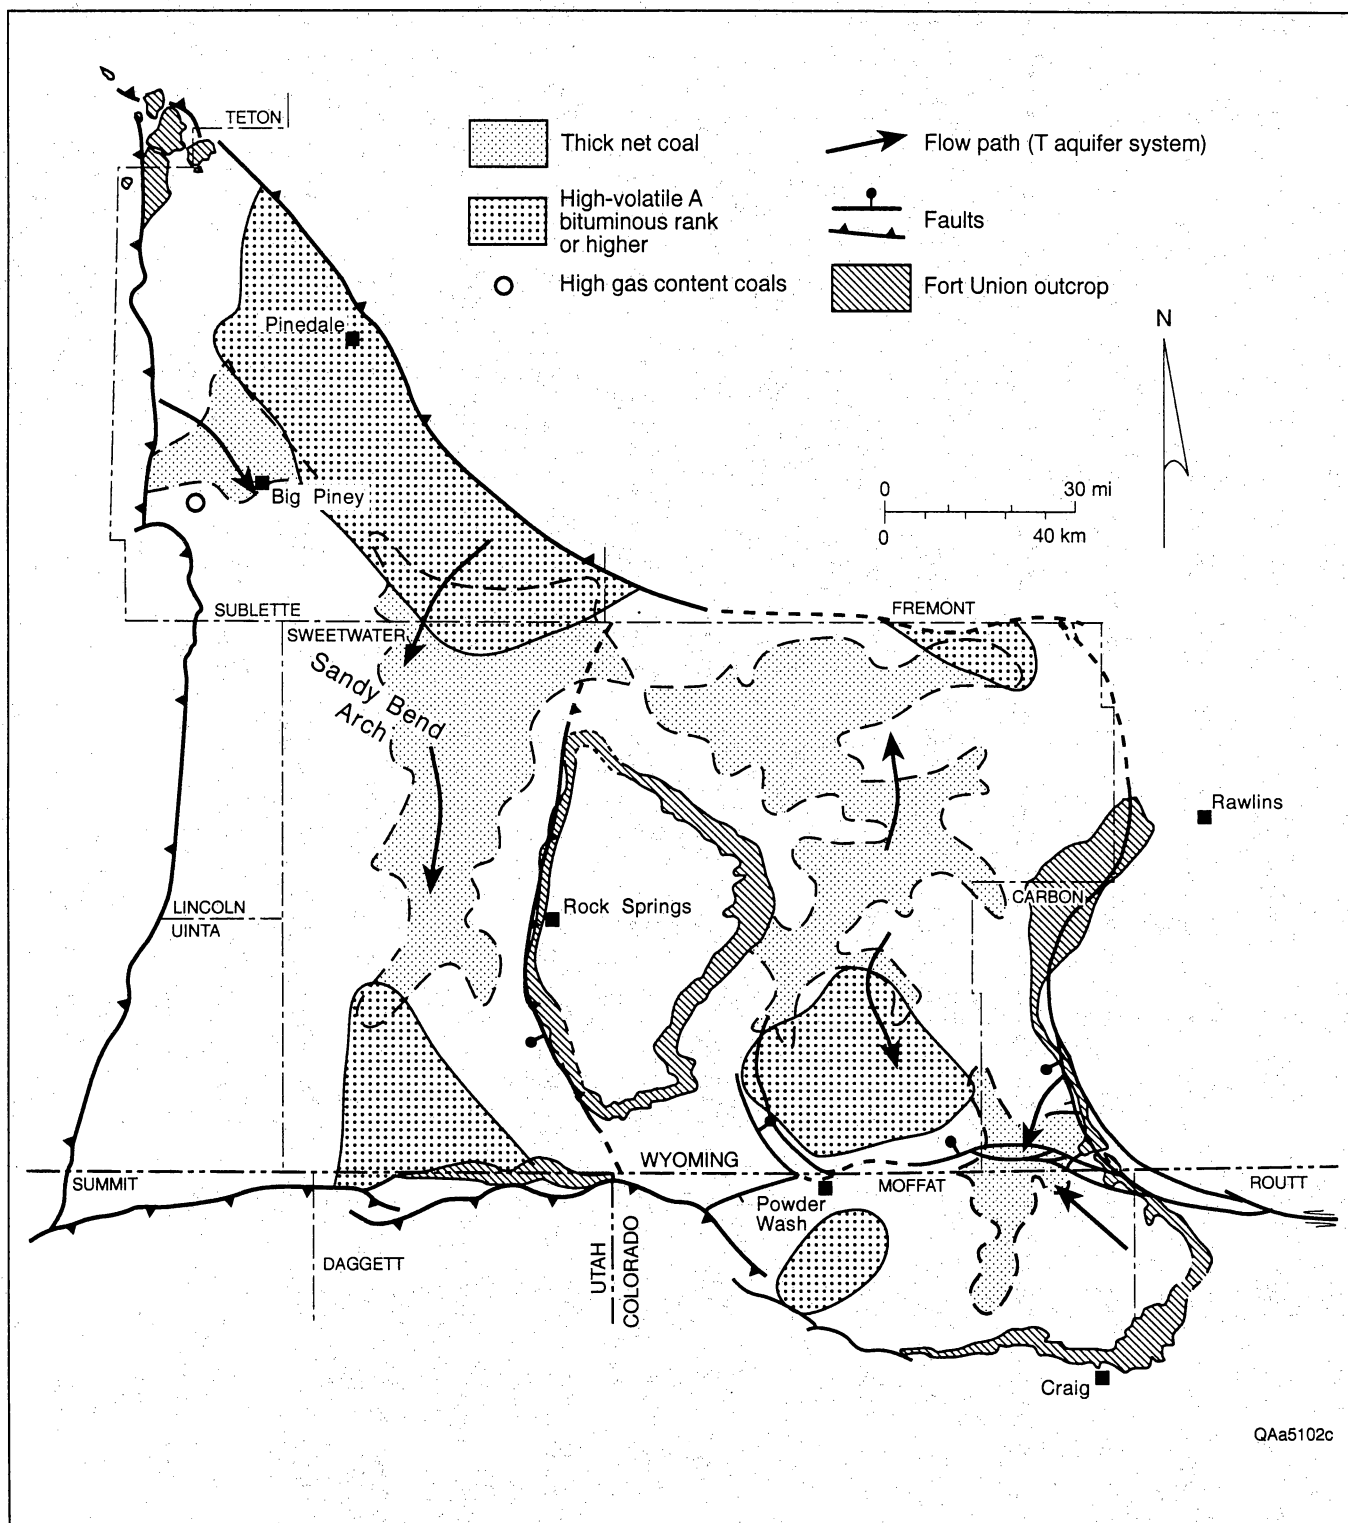 TETON
Thick net coal
High-volatile A
bituminous rank
or higher
High gas content coals
Flow path (T aquifer system)
Faults
Fort Union outcrop
N
Pinedale
Big Piney
0 30 mi
0 40 km
SUBLETTE
FREMONT
SWEETWATER
Sandy Bend
Arch
Rawlins
CARBON
Rock Springs
LINCOLN
UINTA
WYOMING
SUMMIT
MOFFAT
ROUTT
Powder
Wash
DAGGETT
UTAH
COLORADO
Craig
QAa5102c